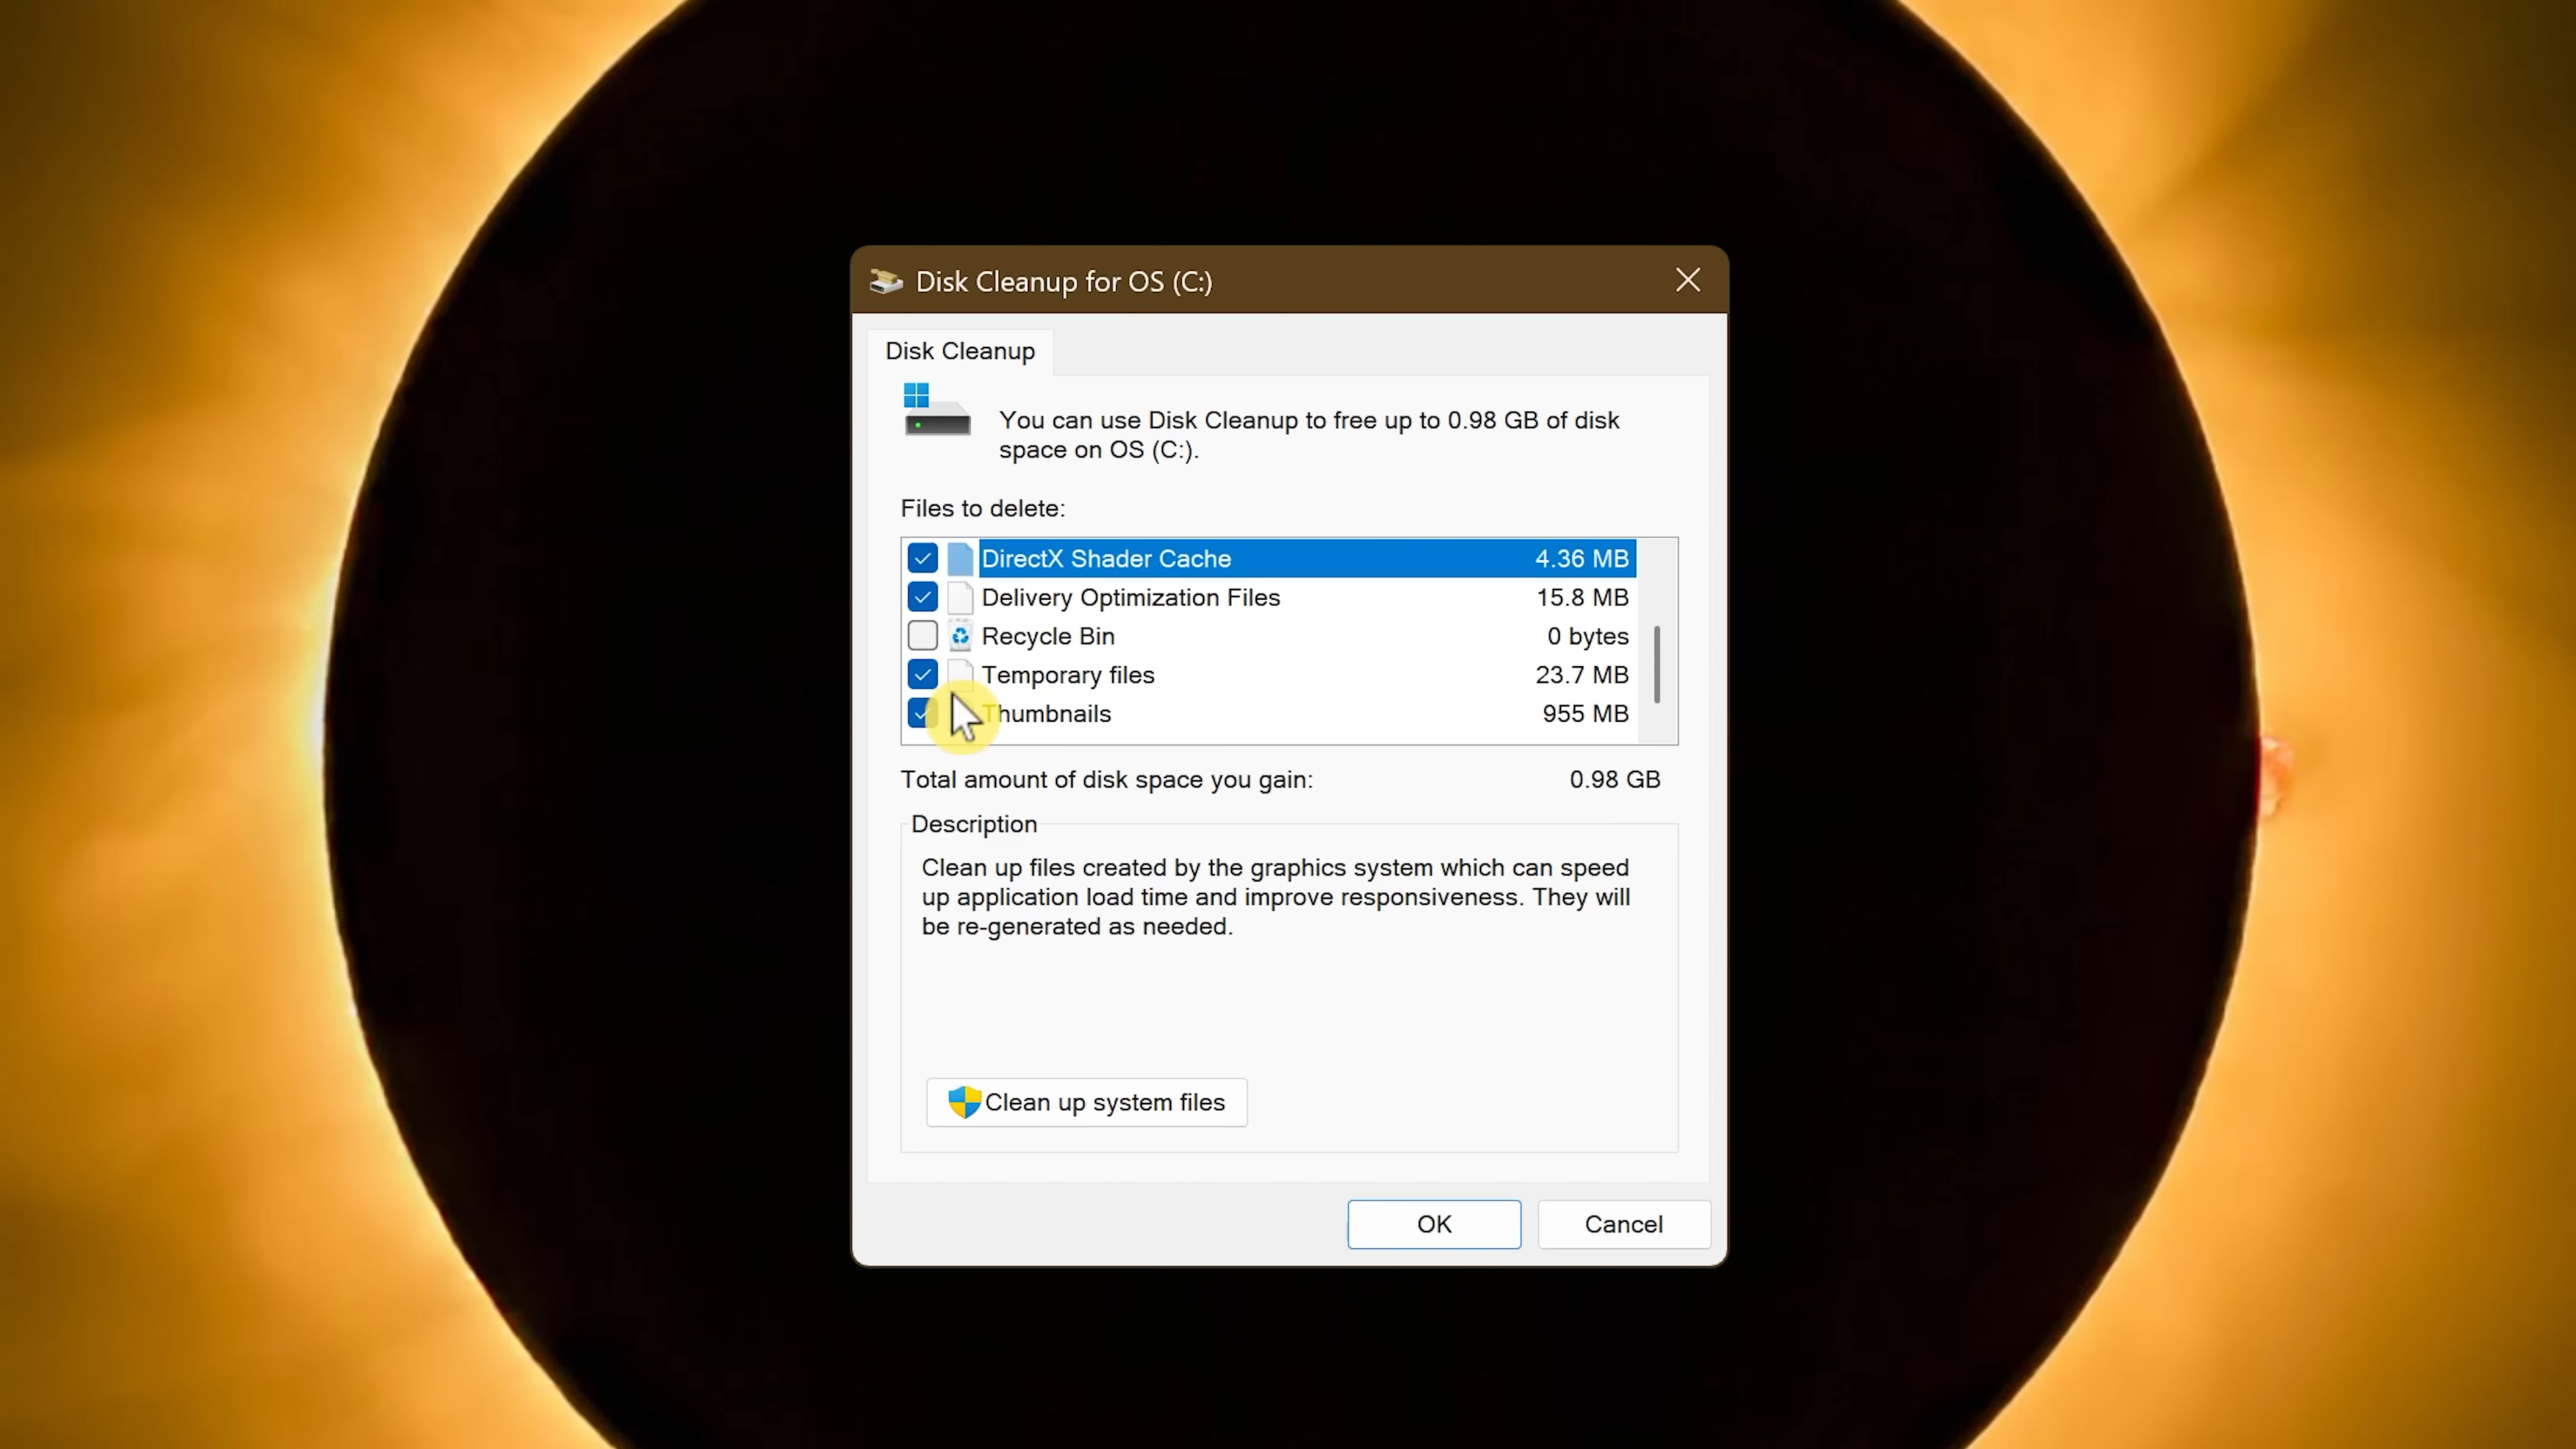 Disk Cleanup for OS (C:)
Disk Cleanup
You can use Disk Cleanup to free up to 0.98 GB of disk
space on OS (C:).
Files to delete:
DirectX Shader Cache 4.36 MB
Delivery Optimization Files 15.8 MB
Recycle Bin 0 bytes
Temporary files 23.7 MB
Thumbnails 955 MB
Total amount of disk space you gain: 0.98 GB
Description
Clean up files created by the graphics system which can speed
up application load time and improve responsiveness. They will
be re-generated as needed.
Clean up system files
OK Cancel